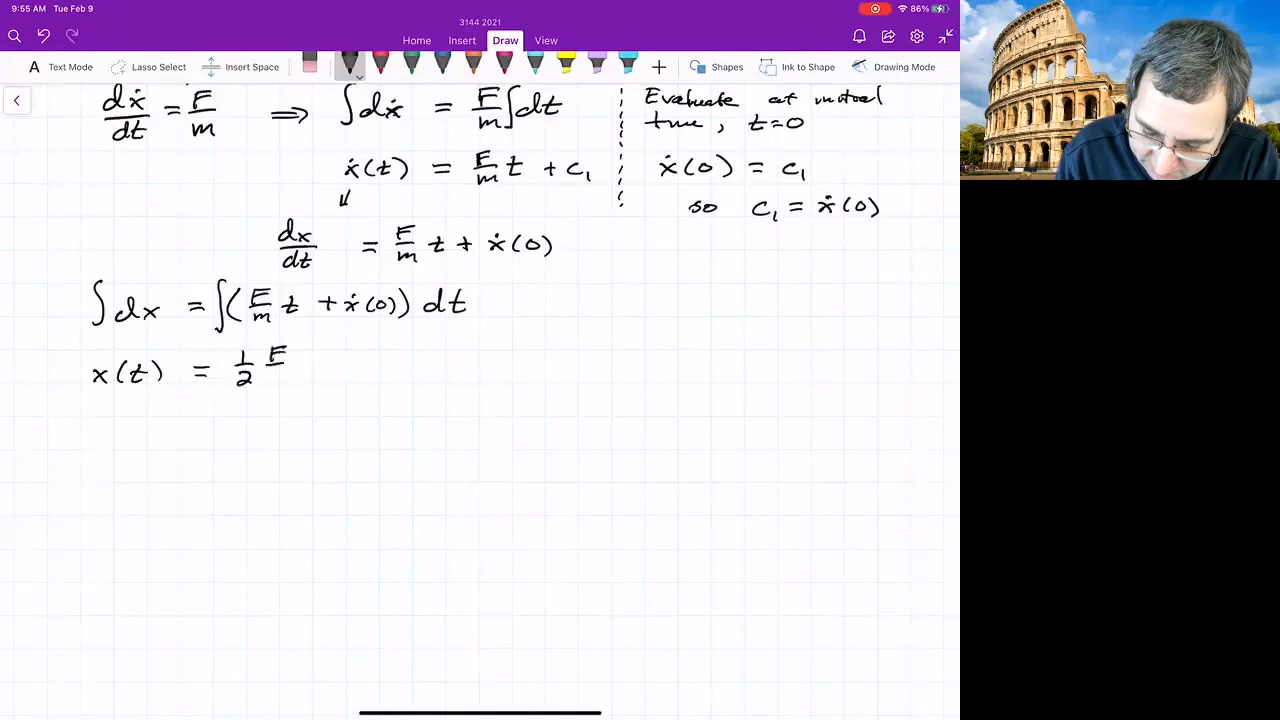 9:55 AM Tue Feb 9
86%
3144 2021
Home Insert Draw View
Text Mode Lasso Select Insert Space Shapes Ink to Shape Drawing Mode
dẋ/dt = F/m ⟹ ∫dẋ = F/m ∫dt
ẋ(t) = F/m t + c₁
dx/dt = F/m t + ẋ(0)
∫dx = ∫(F/m t + ẋ(0)) dt
x(t) = 1/2 F
Evaluate at initial
time, t=0
ẋ(0) = c₁
so c₁ = ẋ(0)